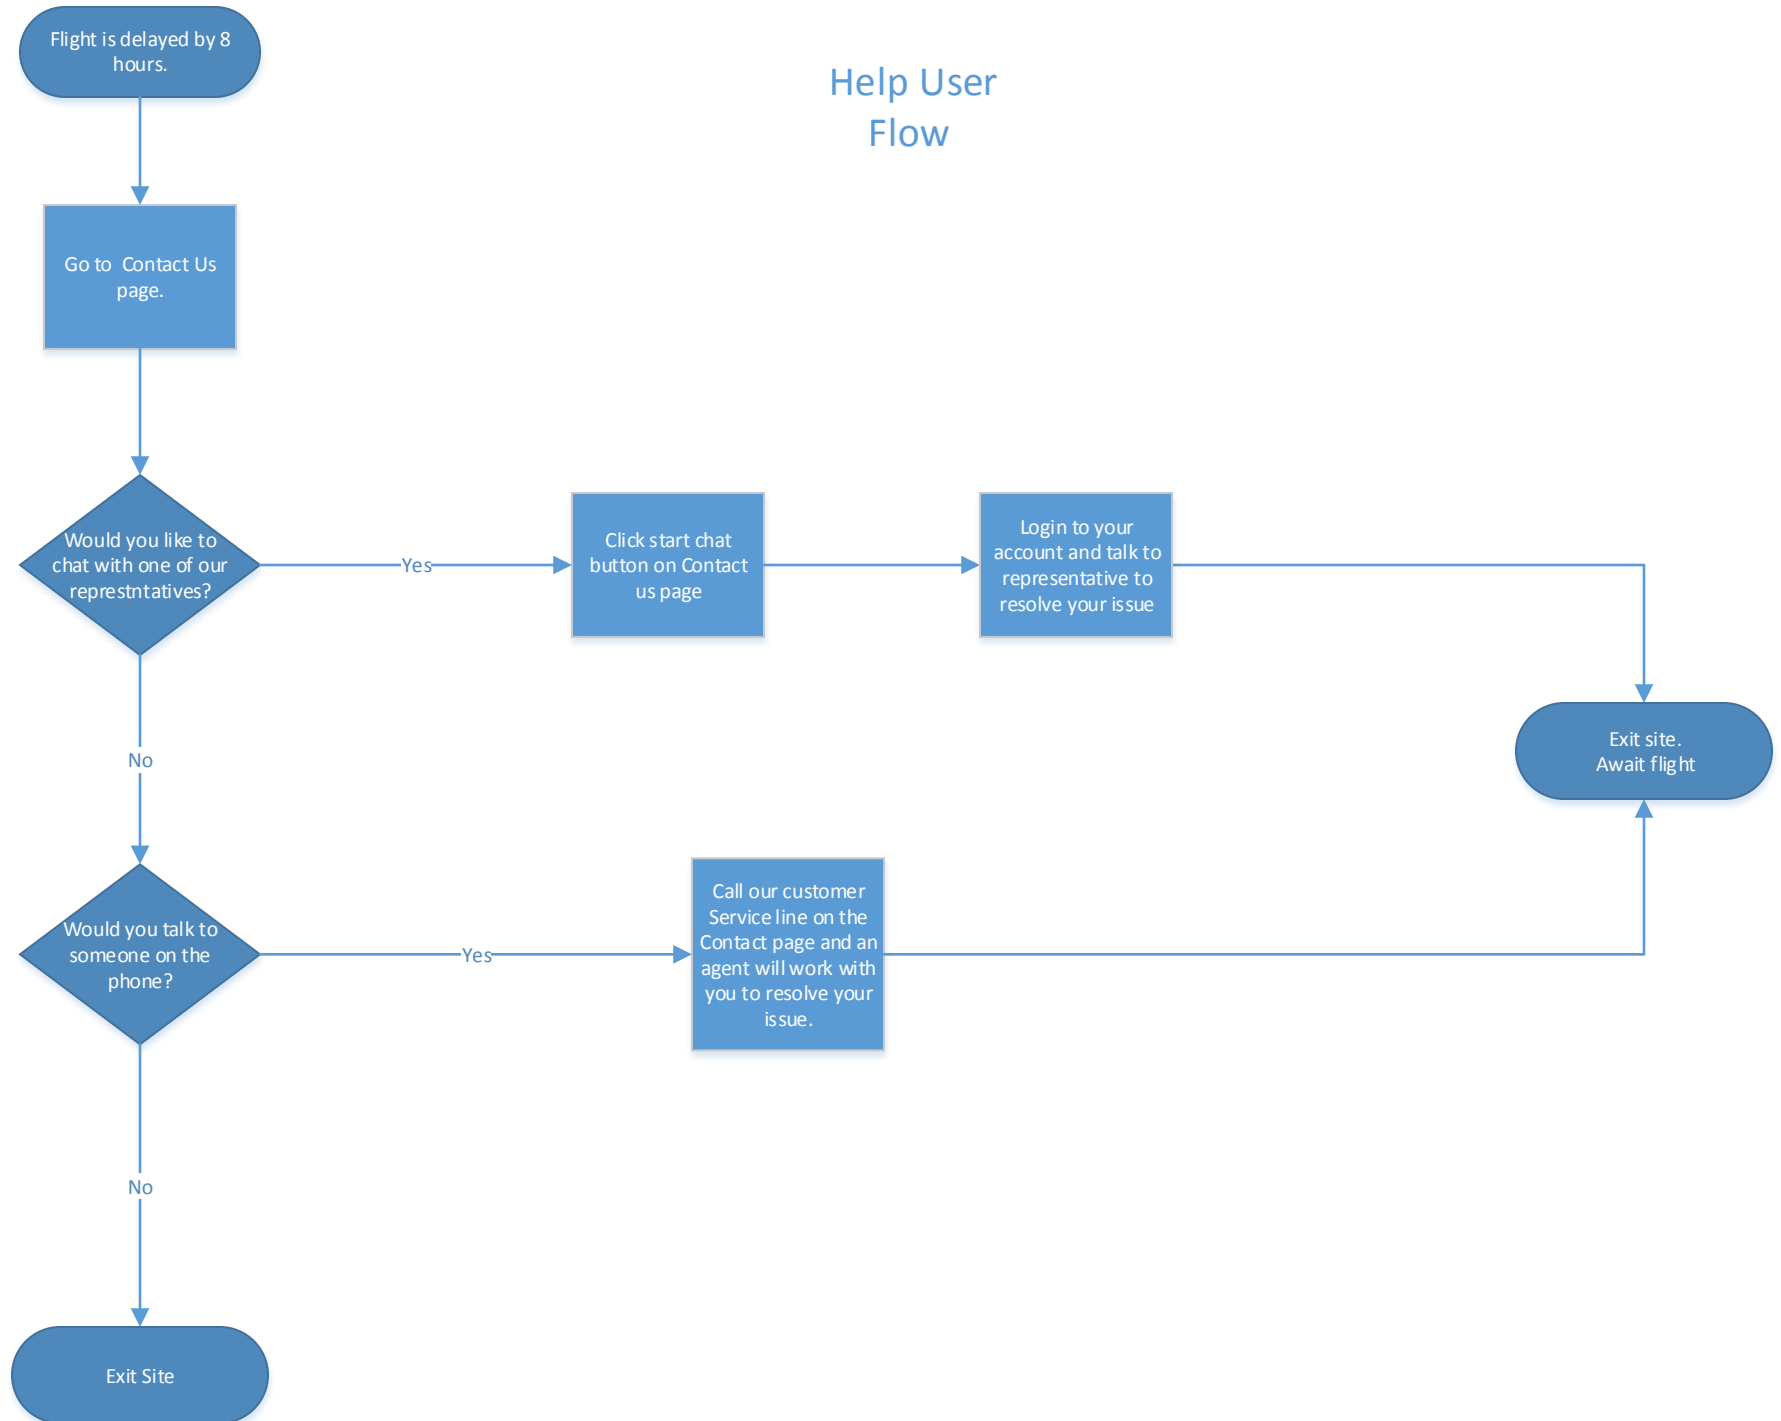 Flight is delayed by 8
hours.
Help User
Flow
Go to  Contact Us
page.
Would you like to
chat with one of our
represtntatives?
Yes
Click start chat
button on Contact
us page
Login to your
account and talk to
representative to
resolve your issue
No
Exit site.
Await flight
Would you talk to
someone on the
phone?
Yes
Call our customer
Service line on the
Contact page and an
agent will work with
you to resolve your
issue.
No
Exit Site